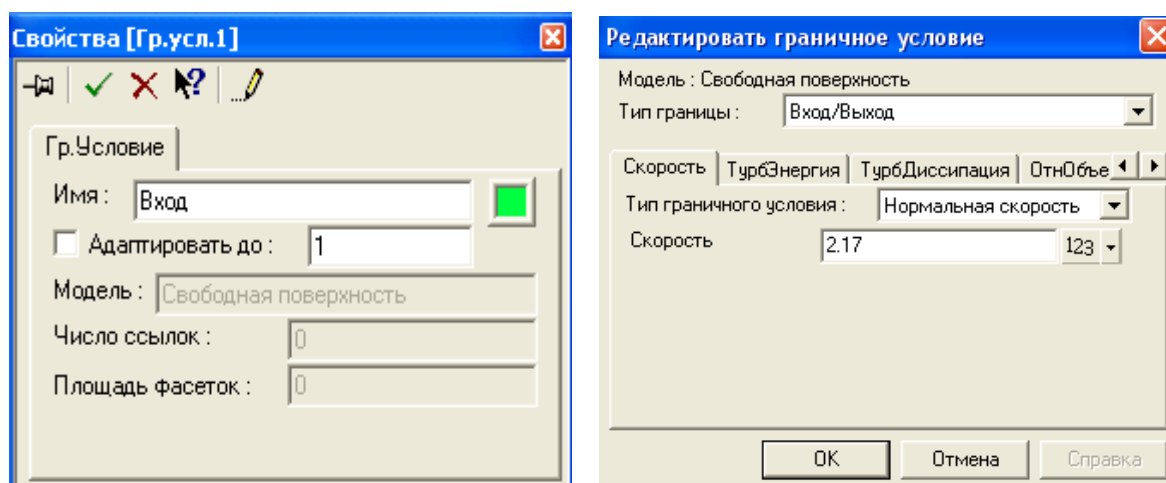 Свойства [Гр.усл.1]
Гр.Условие
Имя : Вход
Адаптировать до : 1
Модель : Свободная поверхность
Число ссылок : 0
Площадь фасеток : 0
Редактировать граничное условие
Модель : Свободная поверхность
Тип границы : Вход/Выход
Скорость ТурбЭнергия ТурбДиссипация ОтнОбъе
Тип граничного условия : Нормальная скорость
Скорость 2.17 123
OK Отмена Справка